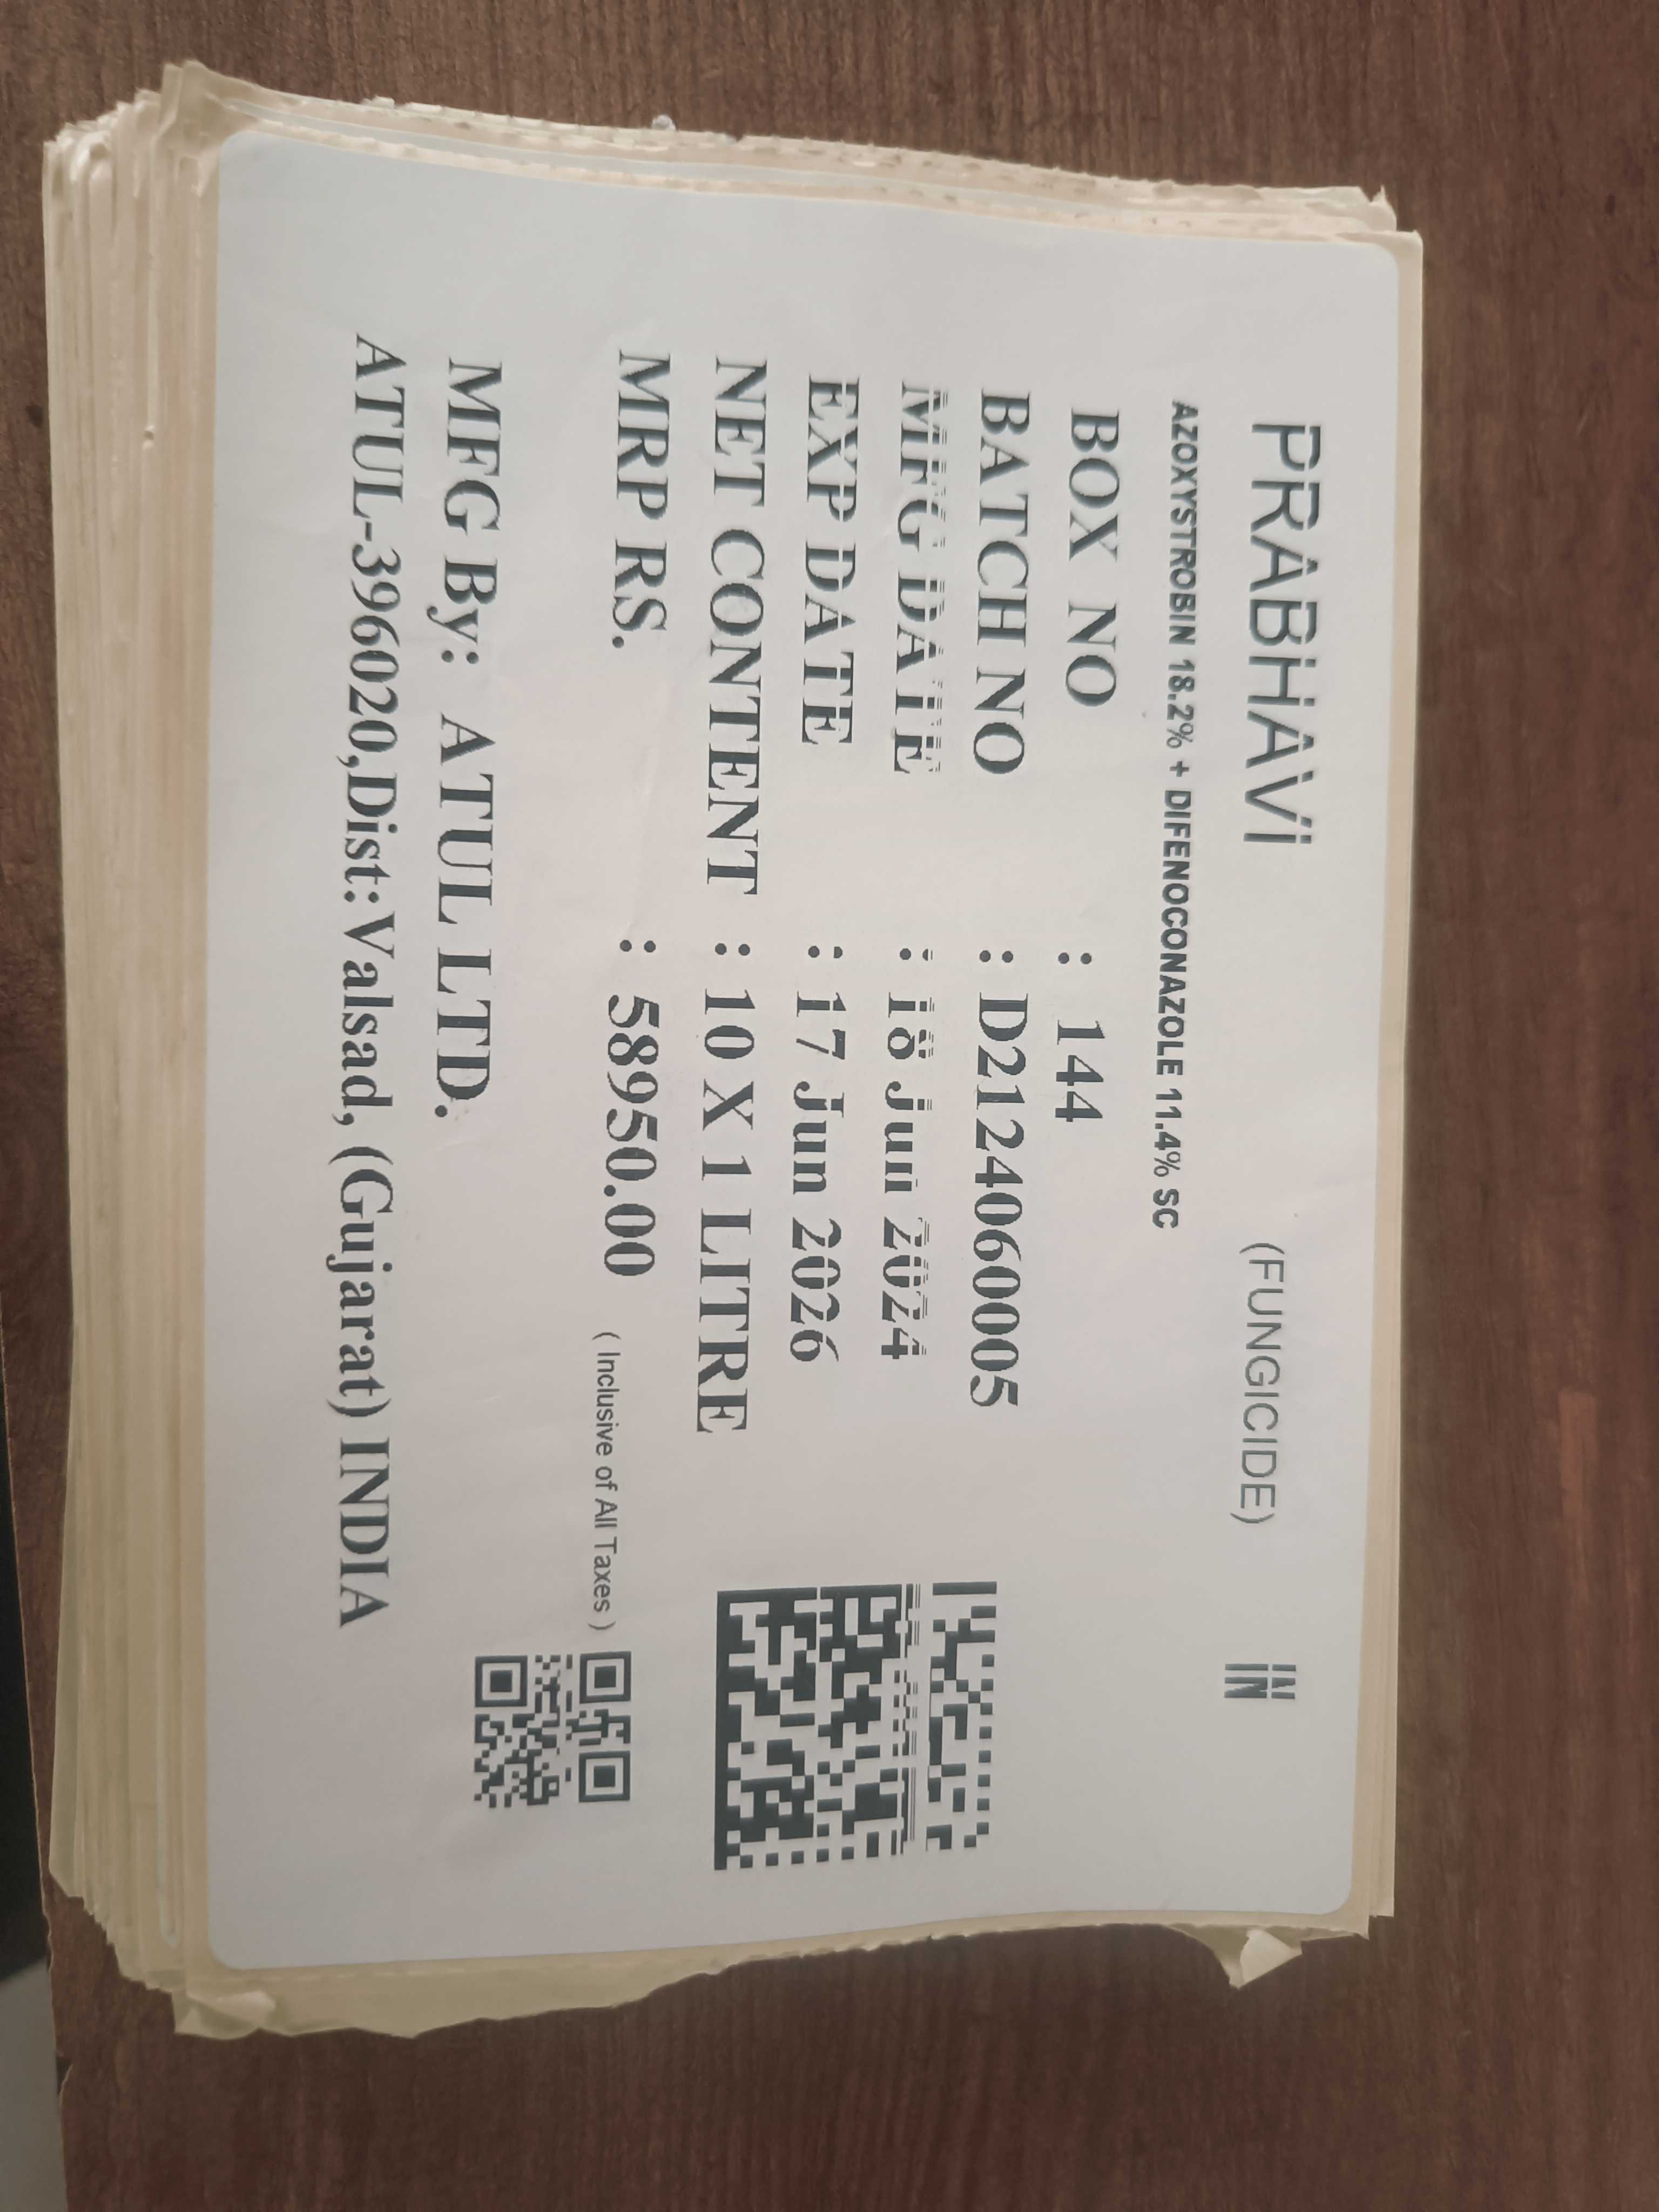 PRABHAVI (FUNGICIDE) IN
AZOXYSTROBIN 18.2% + DIFENOCONAZOLE 11.4% SC
BOX NO : 144
BATCH NO : D2124060005
MFG DATE : 18 Jun 2024
EXP DATE : 17 Jun 2026
NET CONTENT : 10 X 1 LITRE
MRP RS. : 58950.00 ( Inclusive of All Taxes )
MFG By: ATUL LTD.
ATUL-396020,Dist:Valsad, (Gujarat) INDIA